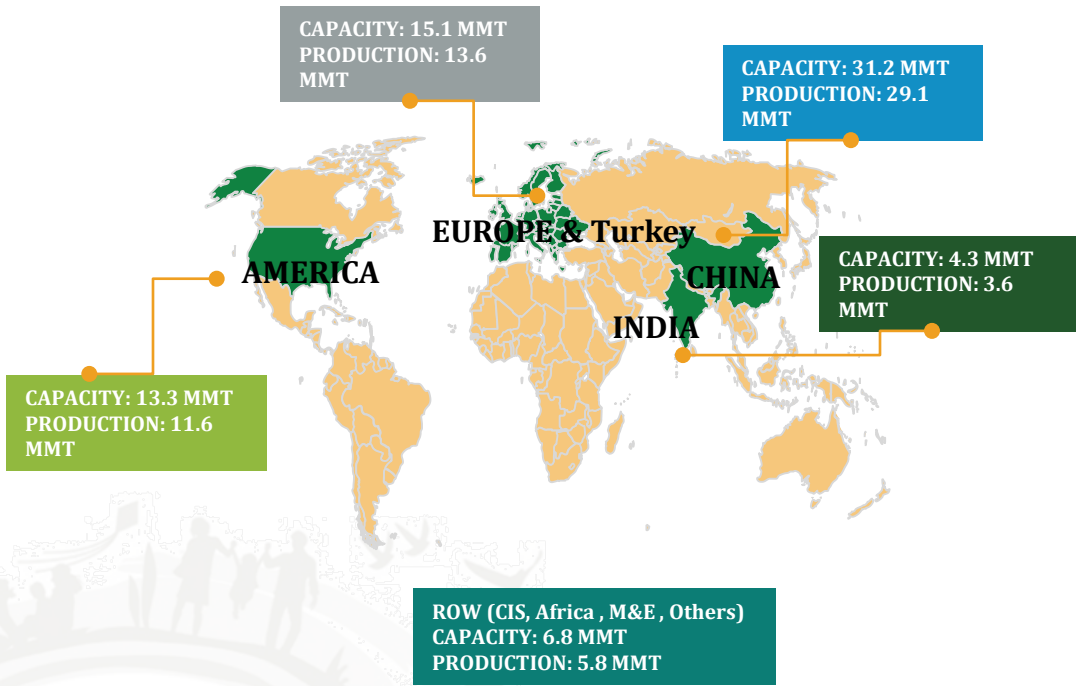 CAPACITY: 15.1 MMT
PRODUCTION: 13.6
MMT
CAPACITY: 31.2 MMT
PRODUCTION: 29.1
MMT
EUROPE & Turkey
AMERICA
CHINA
CAPACITY: 4.3 MMT
PRODUCTION: 3.6
MMT
INDIA
CAPACITY: 13.3 MMT
PRODUCTION: 11.6
MMT
ROW (CIS, Africa , M&E , Others)
CAPACITY: 6.8 MMT
PRODUCTION: 5.8 MMT